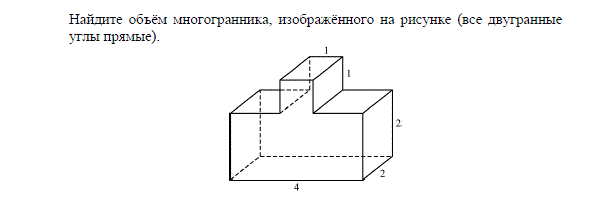 Найдите объём многогранника, изображённого на рисунке (все двугранные
углы прямые).
1
1
2
2
4